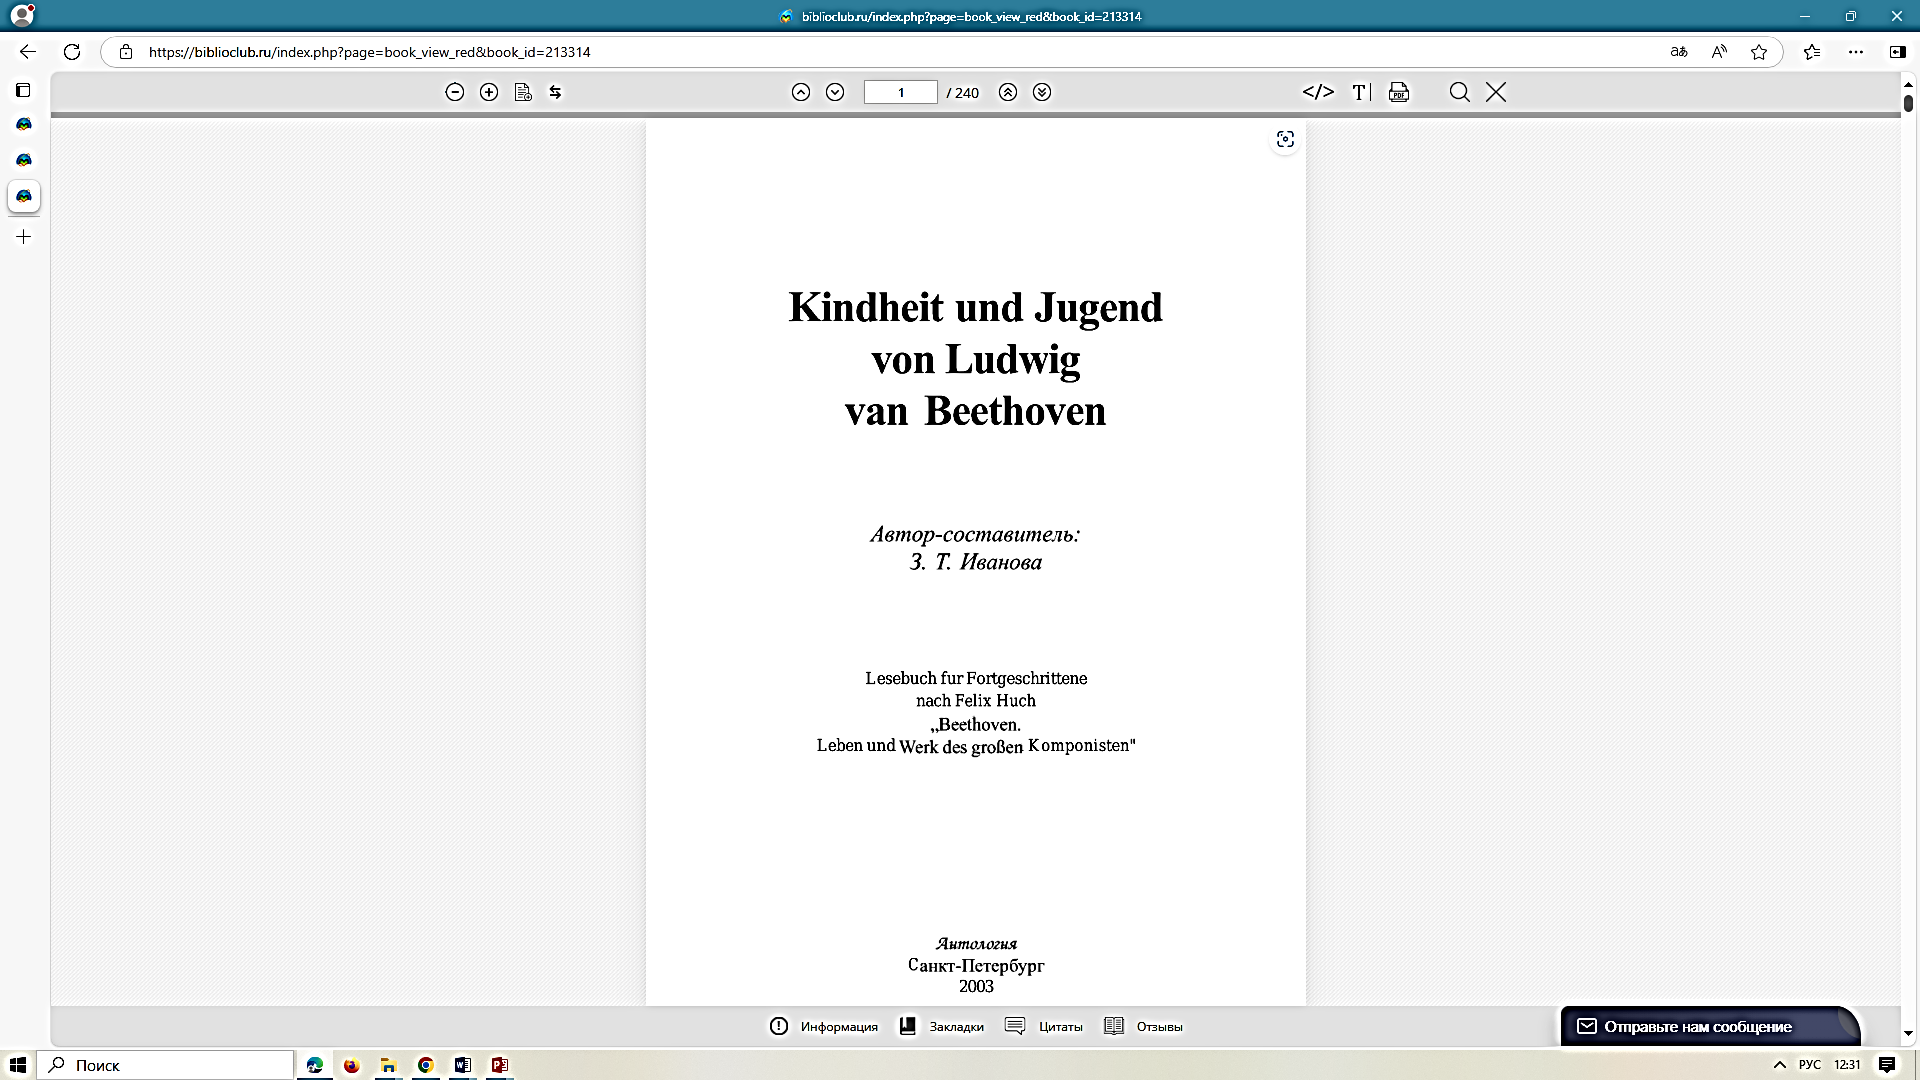 biblioclub.ru/index.php?page=book_view_red&book_id=213314
https://biblioclub.ru/index.php?page=book_view_red&book_id=213314
1 / 240
Kindheit und Jugend
von Ludwig
van Beethoven
Автор-составитель:
З. Т. Иванова
Lesebuch fur Fortgeschrittene
nach Felix Huch
„Beethoven.
Leben und Werk des großen Komponisten"
Антология
Санкт-Петербург
2003
Информация Закладки Цитаты Отзывы
Отправьте нам сообщение
Поиск
РУС 12:31